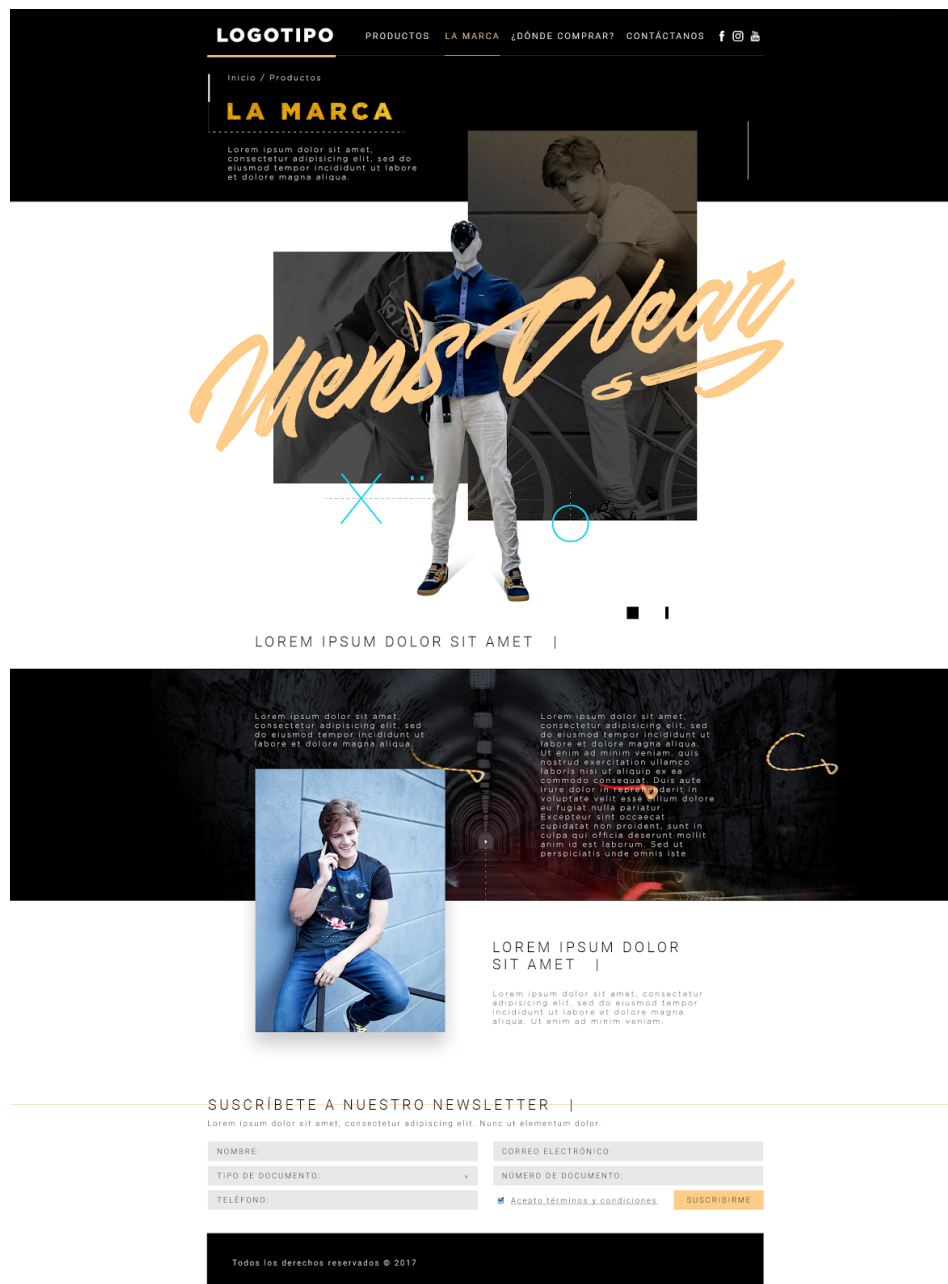 LOGOTIPO
PRODUCTOS
LA MARCA
¿DÓNDE COMPRAR?
CONTÁCTANOS
You
Inicio / Productos
LA MARCA
Lorem ipsum dolor sit amet,
consectetur adipisicing elit, sed do
eiusmod tempor incididunt ut labore
et dolore magna aliqua.
1978
Men's Wear
LOREM IPSUM DOLOR SIT AMET |
Lorem ipsum dolor sit amet,
consectetur adipisicing elit, sed
do eiusmod tempor incididunt ut
labore et dolore magna aliqua.
Lorem ipsum dolor sit amet,
consectetur adipisicing elit, sed
do eiusmod tempor incididunt ut
labore et dolore magna aliqua.
Ut enim ad minim veniam, quis
nostrud exercitation ullamco
laboris nisi ut aliquip ex ea
commodo consequat. Duis aute
irure dolor in reprehenderit in
voluptate velit esse cillum dolore
eu fugiat nulla pariatur.
Excepteur sint occaecat
cupidatat non proident, sunt in
culpa qui officia deserunt mollit
anim id est laborum. Sed ut
perspiciatis unde omnis iste
LOREM IPSUM DOLOR
SIT AMET |
Lorem ipsum dolor sit amet, consectetur
adipisicing elit, sed do eiusmod tempor
incididunt ut labore et dolore magna
aliqua. Ut enim ad minim veniam.
SUSCRÍBETE A NUESTRO NEWSLETTER |
Lorem ipsum dolor sit amet, consectetur adipiscing elit. Nunc ut elementum dolor.
NOMBRE:
CORREO ELECTRÓNICO:
TIPO DE DOCUMENTO:
NÚMERO DE DOCUMENTO:
TELÉFONO:
Acepto términos y condiciones
SUSCRIBIRME
Todos los derechos reservados © 2017